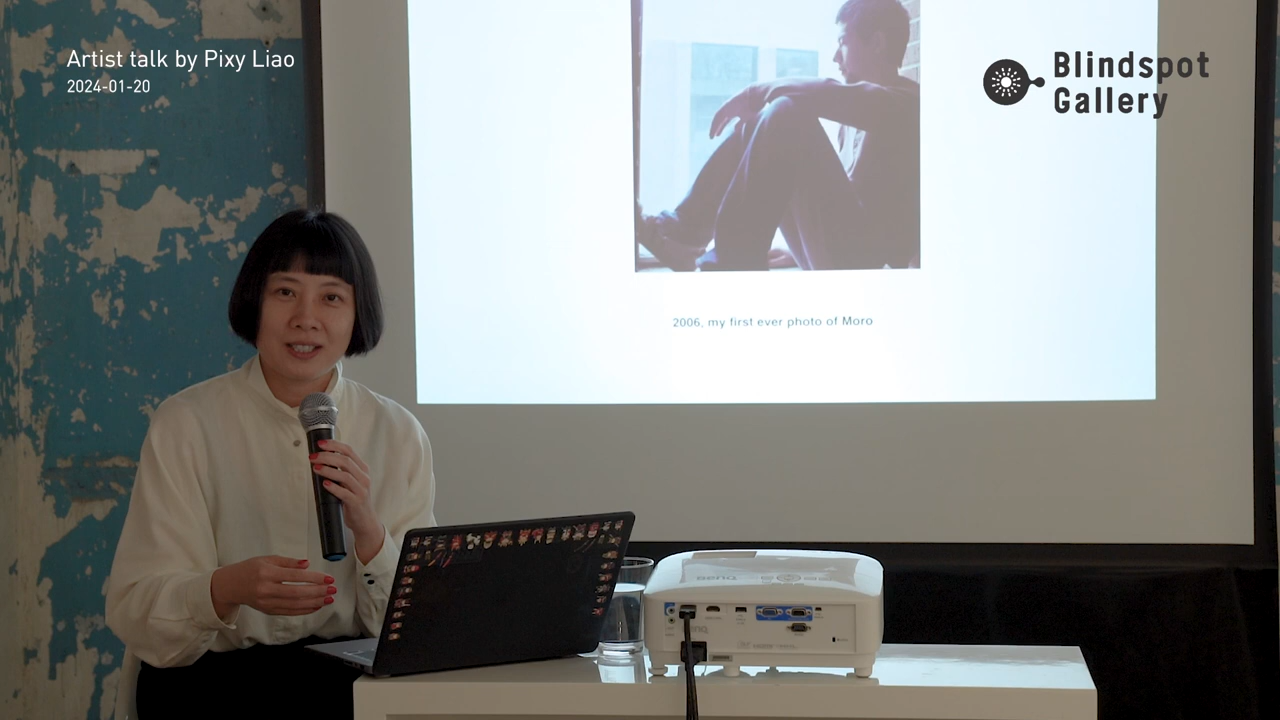 Artist talk by Pixy Liao
2024-01-20
Blindspot
Gallery
2006, my first ever photo of Moro
BenQ